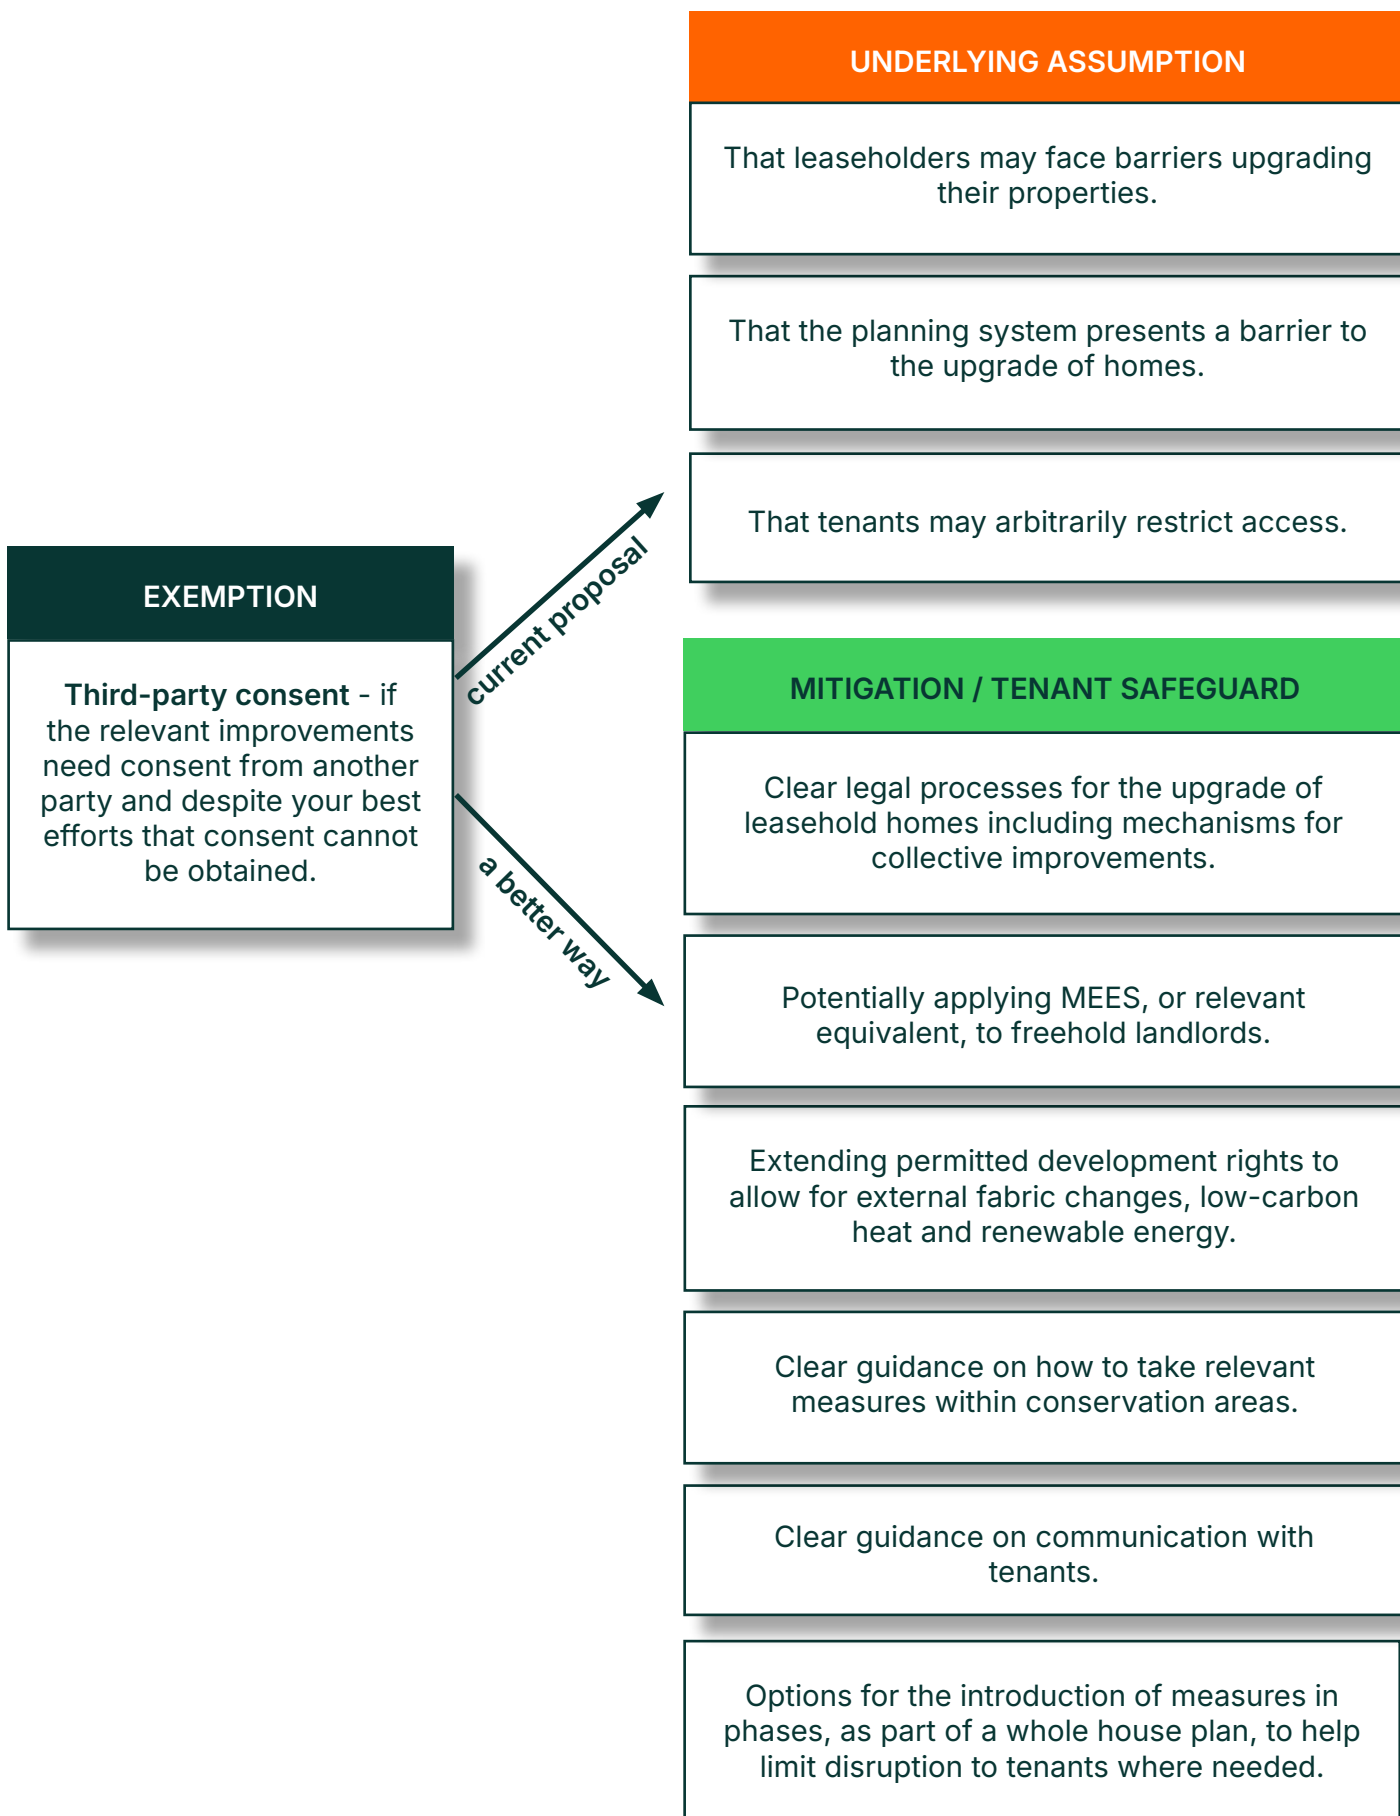 EXEMPTION
Third-party consent - if
the relevant improvements
need consent from another
party and despite your best
efforts that consent cannot
be obtained.
current proposal
a better way
UNDERLYING ASSUMPTION
That leaseholders may face barriers upgrading
their properties.
That the planning system presents a barrier to
the upgrade of homes.
That tenants may arbitrarily restrict access.
MITIGATION / TENANT SAFEGUARD
Clear legal processes for the upgrade of
leasehold homes including mechanisms for
collective improvements.
Potentially applying MEES, or relevant
equivalent, to freehold landlords.
Extending permitted development rights to
allow for external fabric changes, low-carbon
heat and renewable energy.
Clear guidance on how to take relevant
measures within conservation areas.
Clear guidance on communication with
tenants.
Options for the introduction of measures in
phases, as part of a whole house plan, to help
limit disruption to tenants where needed.